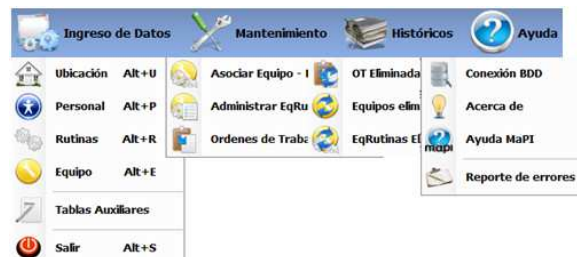 Ingreso de Datos
Mantenimiento
Históricos
Ayuda
Ubicación Alt+U
Personal Alt+P
Rutinas Alt+R
Equipo Alt+E
Tablas Auxiliares
Salir Alt+S
Asociar Equipo -
Administrar EqRu
Ordenes de Traba
OT Eliminada
Equipos elim
EqRutinas El
Conexión BDD
Acerca de
mapi
Ayuda MaPI
Reporte de errores